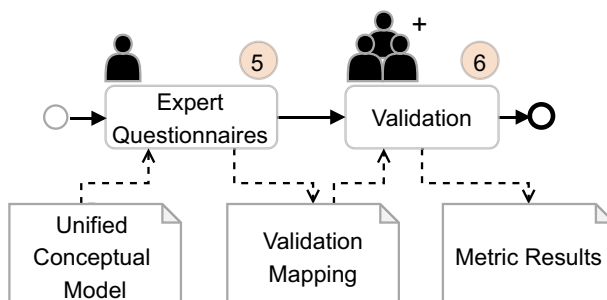 +
5
6
Expert
Questionnaires
Validation
Unified
Conceptual
Model
Validation
Mapping
Metric Results